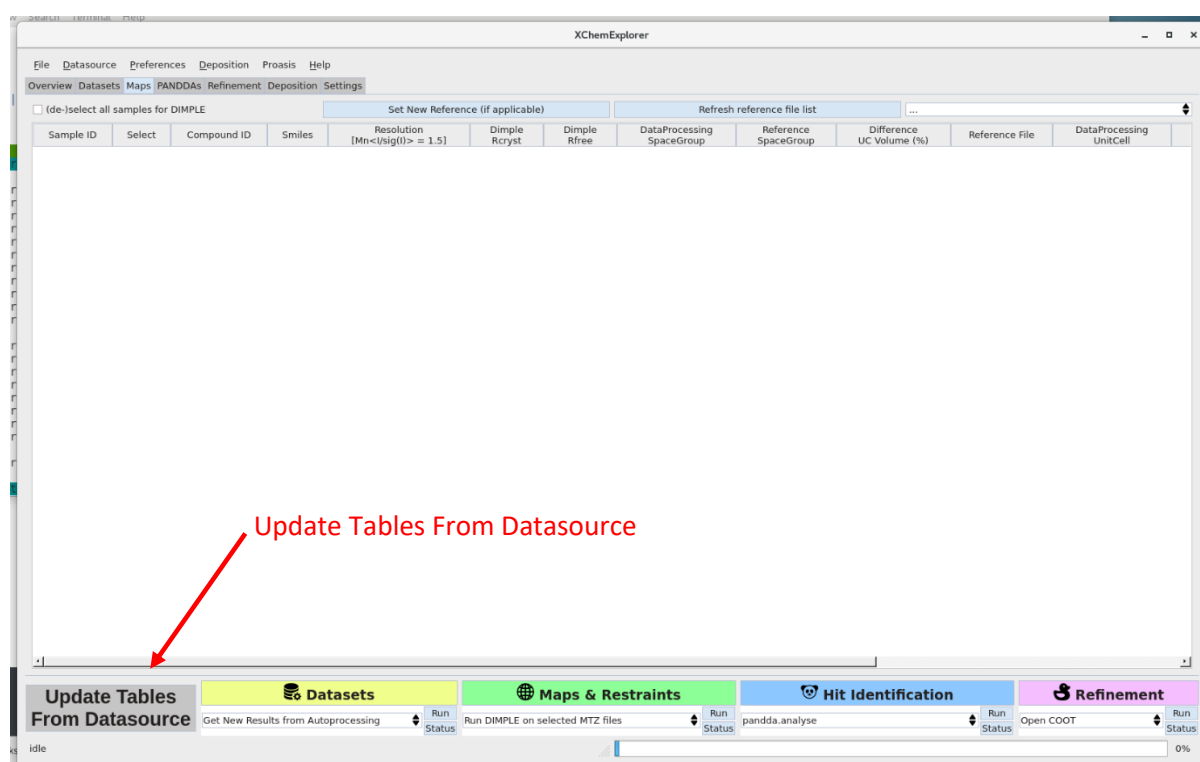 Search Terminal Help
XChemExplorer
File Datasource Preferences Deposition Proasis Help
Overview Datasets Maps PANDDAs Refinement Deposition Settings
(de-)select all samples for DIMPLE
Set New Reference (if applicable)
Refresh reference file list
...
Sample ID
Select
Compound ID
Smiles
Resolution
[Mn<I/sig(I)> = 1.5]
Dimple
Rcryst
Dimple
Rfree
DataProcessing
SpaceGroup
Reference
SpaceGroup
Difference
UC Volume (%)
Reference File
DataProcessing
UnitCell
Update Tables From Datasource
Update Tables
From Datasource
Datasets
Get New Results from Autoprocessing
Run
Status
Maps & Restraints
Run DIMPLE on selected MTZ files
Run
Status
Hit Identification
pandda.analyse
Run
Status
Refinement
Open COOT
Run
Status
idle
0%